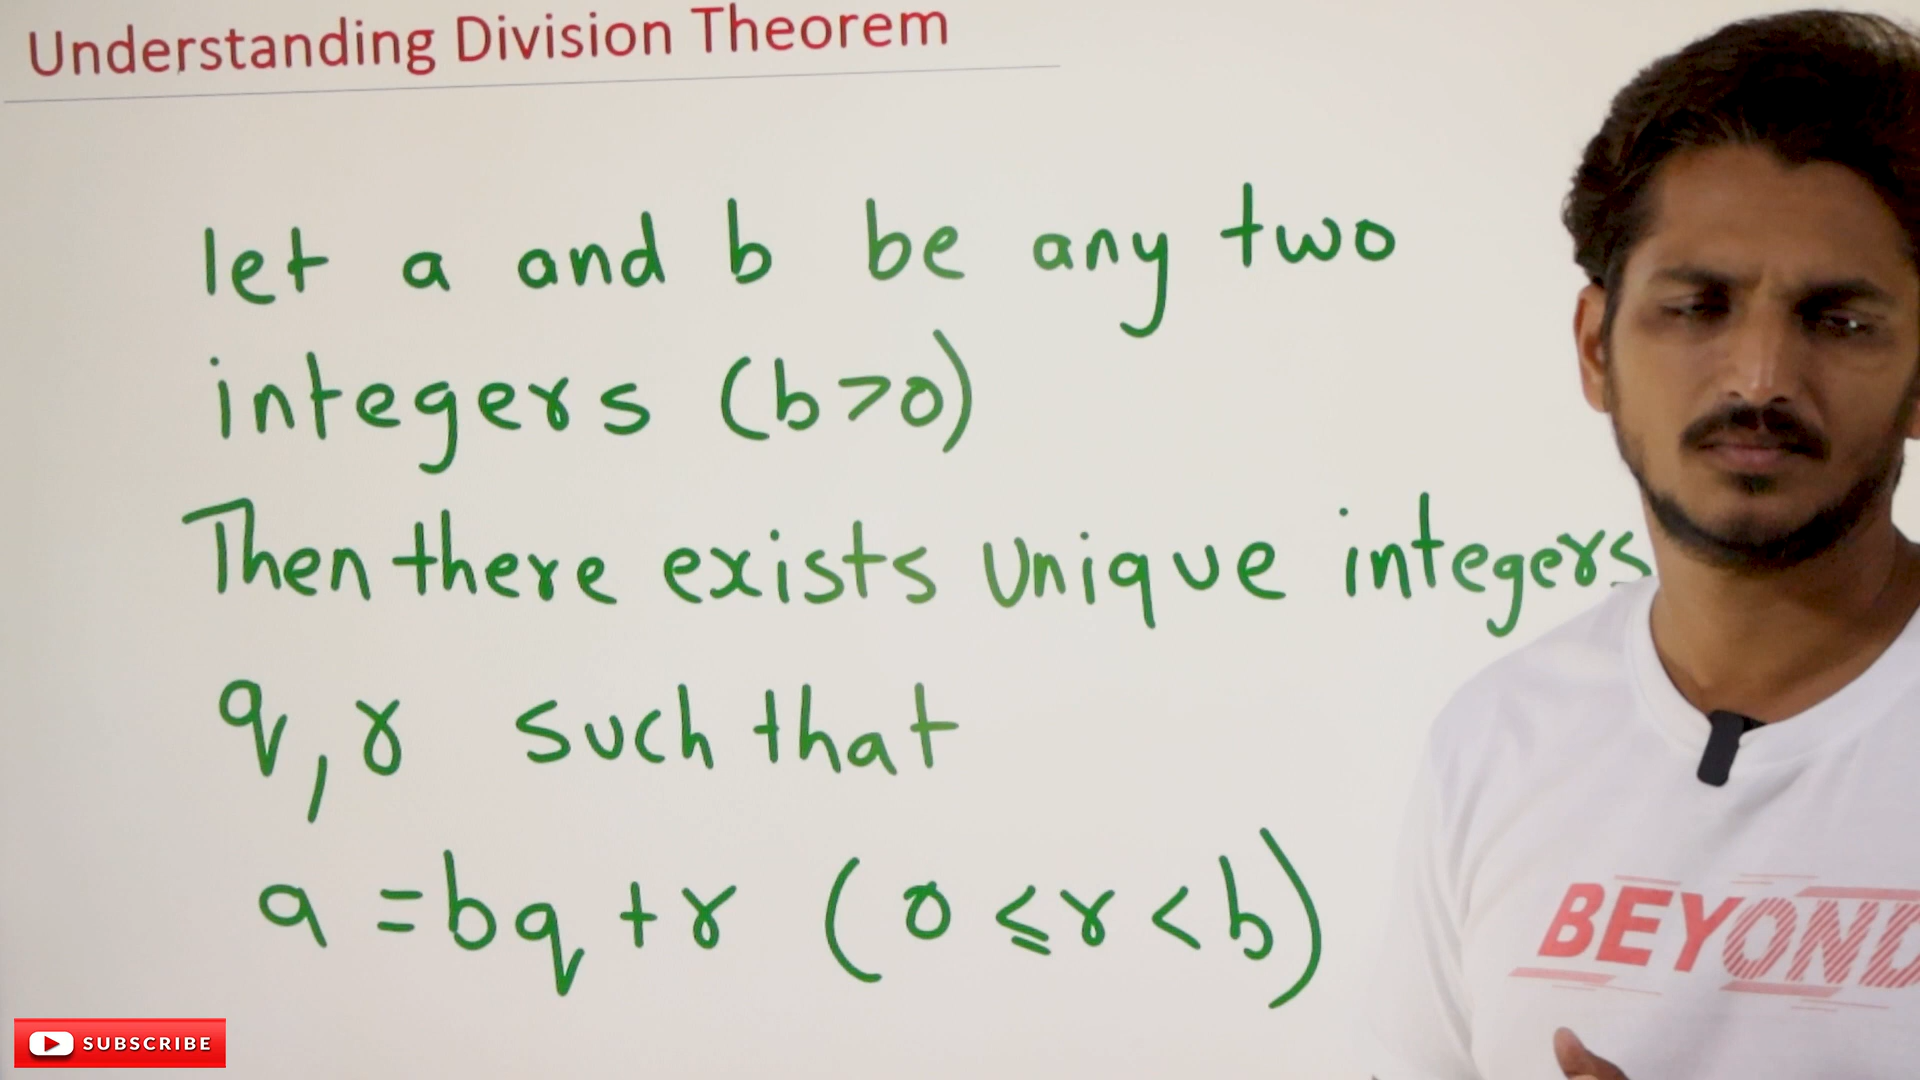 Understanding Division Theorem
let a and b be any two
integers (b>0)
Then there exists unique integers
q, r such that
a = bq + r (0 ≤ r < b)
BEYOND
SUBSCRIBE